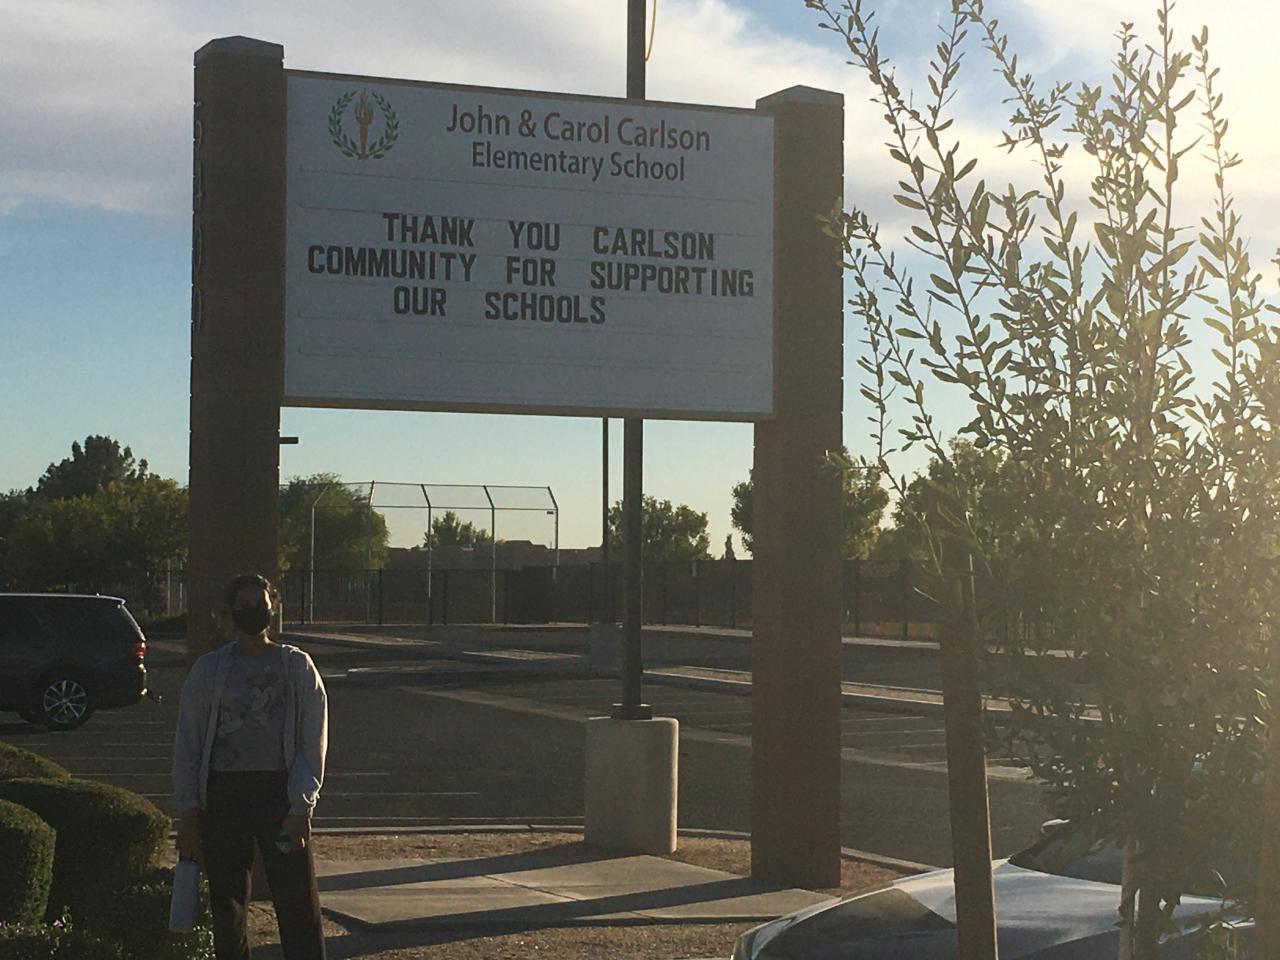 John & Carol Carlson
Elementary School
THANK YOU CARLSON
COMMUNITY FOR SUPPORTING
OUR SCHOOLS